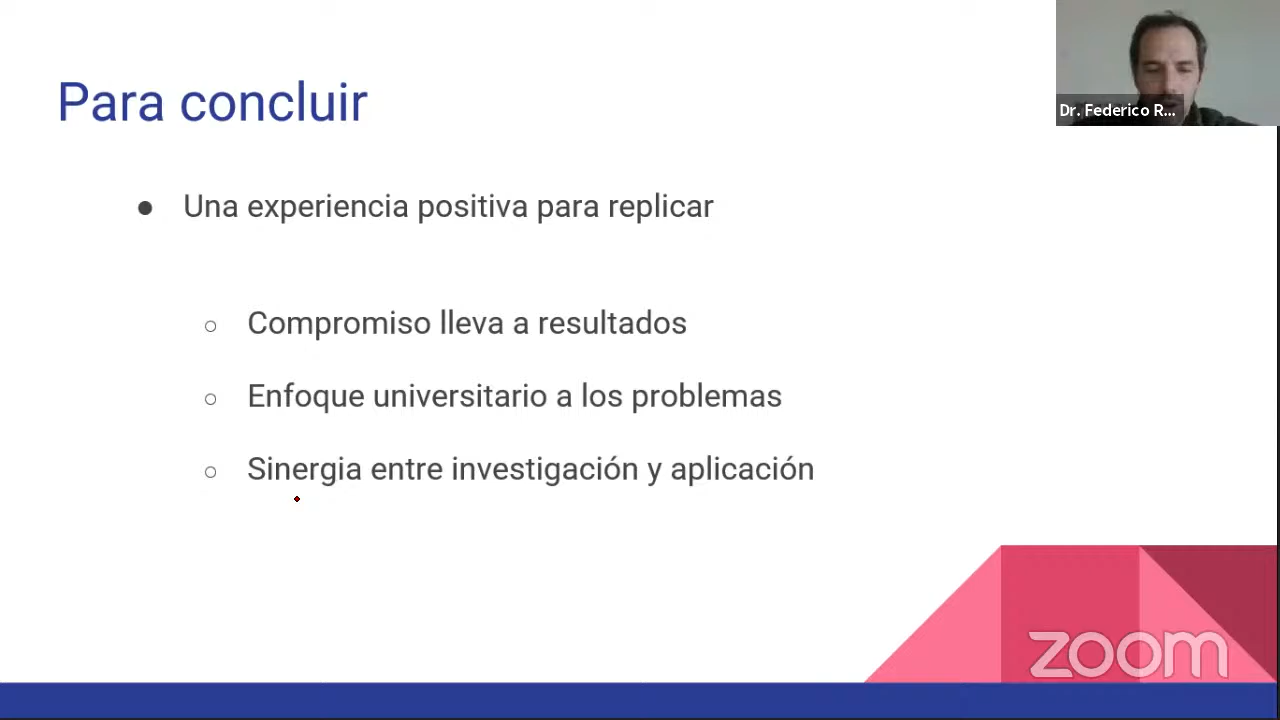 Para concluir
Dr. Federico R...
● Una experiencia positiva para replicar
○ Compromiso lleva a resultados
○ Enfoque universitario a los problemas
○ Sinergia entre investigación y aplicación
zoom